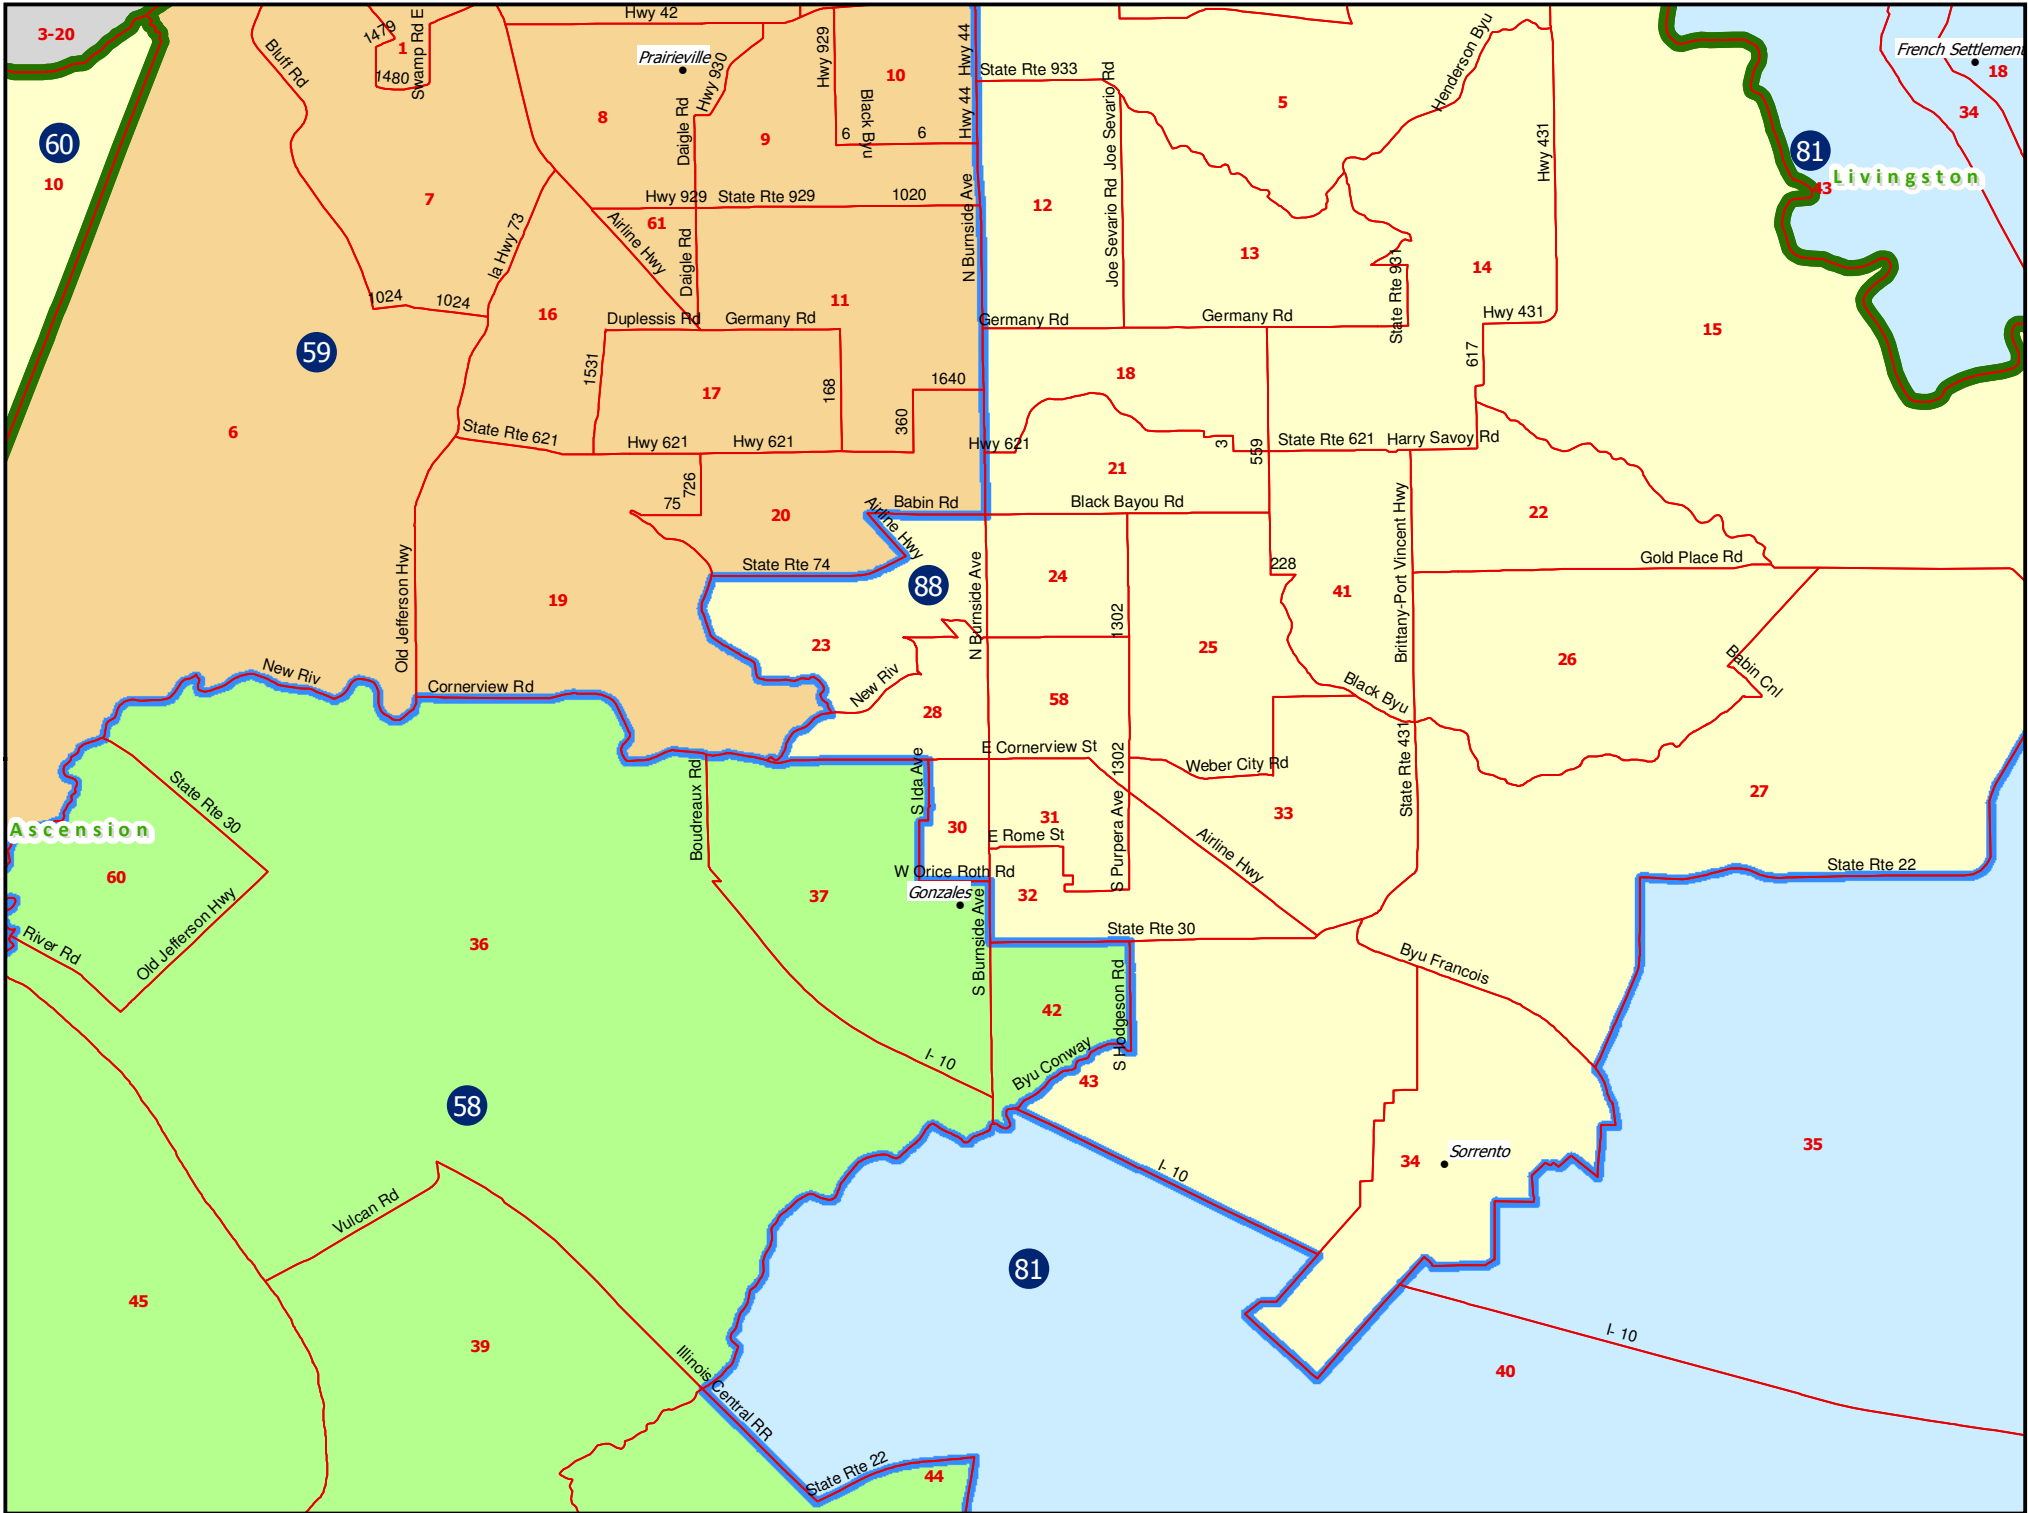 Hwy 42
3-20
1479
1
1480
Swamp Rd E
Bluff Rd
Prairieville
Hwy 930
Hwy 929
10
Hwy 44
State Rte 933
Joe Sevario Rd
5
Henderson Byu
French Settlement
18
34
60
10
8
Daigle Rd
9
6
Black Byu
6
Hwy 44
Hwy 431
81
43
Livingston
7
Hwy 929
State Rte 929
1020
61
Airline Hwy
Daigle Rd
N Burnside Ave
12
Joe Sevario Rd
13
State Rte 931
14
la Hwy 73
1024
1024
16
11
Duplessis Rd
Germany Rd
Germany Rd
Germany Rd
Hwy 431
15
59
1531
17
168
1640
360
18
617
6
State Rte 621
Hwy 621
Hwy 621
Hwy 621
3
559
State Rte 621
Harry Savoy Rd
21
726
75
20
Babin Rd
Airline Hwy
Black Bayou Rd
22
Brittany-Port Vincent Hwy
State Rte 74
88
Gold Place Rd
24
228
41
Old Jefferson Hwy
19
N Burnside Ave
1302
23
25
26
New Riv
Cornerview Rd
New Riv
28
58
Black Byu
Babin Cnl
State Rte 431
E Cornerview St
1302
Weber City Rd
27
State Rte 30
Boudreaux Rd
S Ida Ave
Ascension
30
31
E Rome St
S Purpera Ave
33
Airline Hwy
60
W Orice Roth Rd
State Rte 22
Gonzales
37
32
Old Jefferson Hwy
River Rd
36
S Burnside Ave
State Rte 30
Byu Francois
S Hodgeson Rd
42
I- 10
Byu Conway
43
58
35
34
Sorrento
I- 10
Vulcan Rd
81
45
39
I- 10
40
Illinois Central RR
State Rte 22
44